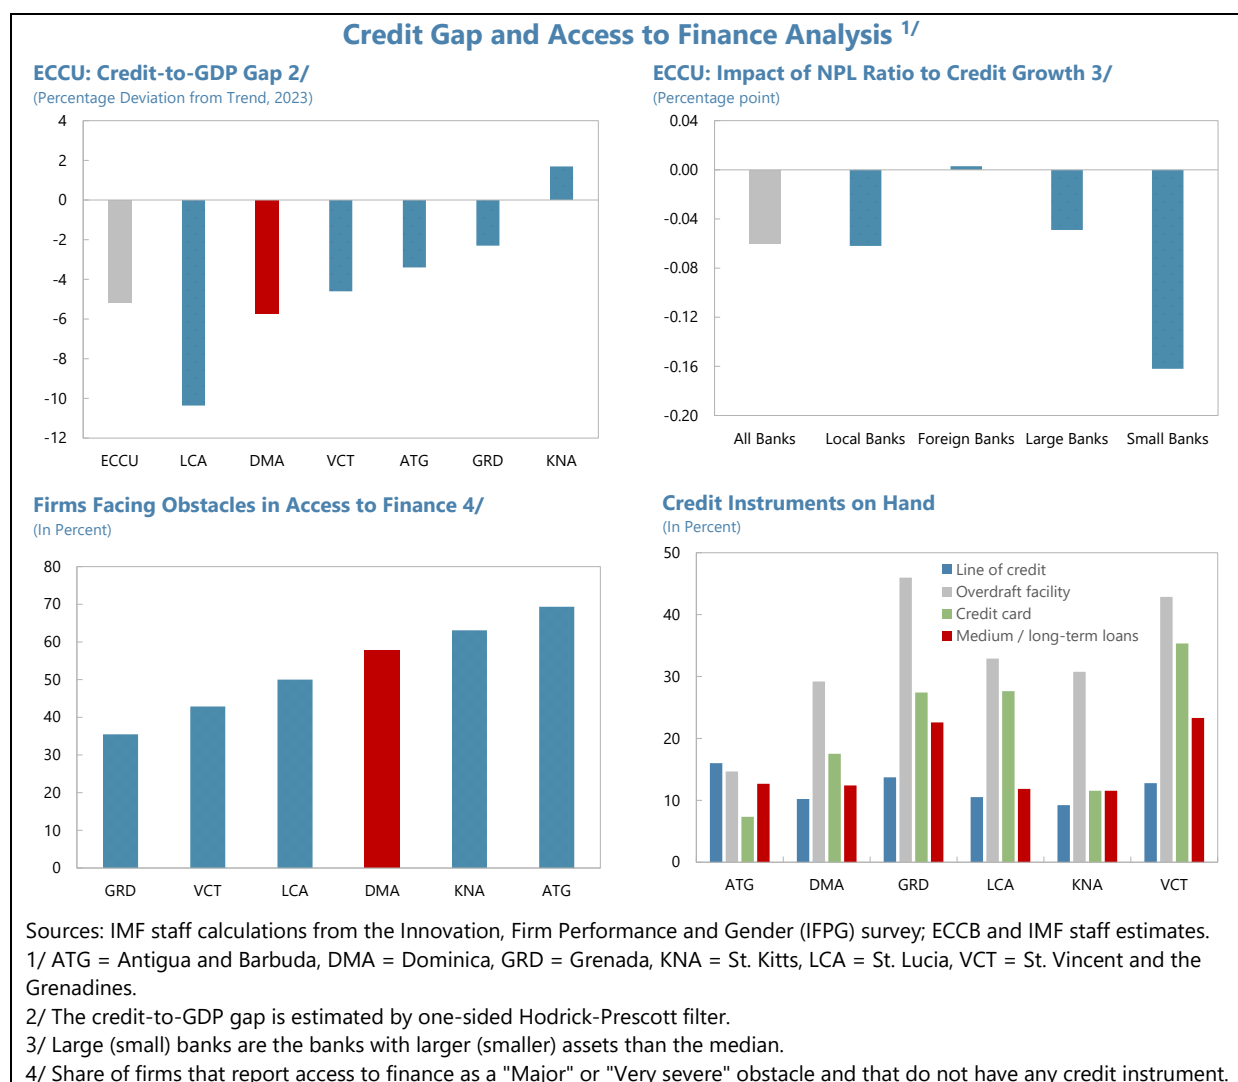 Credit Gap and Access to Finance Analysis 1/
ECCU: Credit-to-GDP Gap 2/
(Percentage Deviation from Trend, 2023)
4
2
0
-2
-4
-6
-8
-10
-12
ECCU LCA DMA VCT ATG GRD KNA
ECCU: Impact of NPL Ratio to Credit Growth 3/
(Percentage point)
0.04
0.00
-0.04
-0.08
-0.12
-0.16
-0.20
All Banks Local Banks Foreign Banks Large Banks Small Banks
Firms Facing Obstacles in Access to Finance 4/
(In Percent)
80
70
60
50
40
30
20
10
0
GRD VCT LCA DMA KNA ATG
Credit Instruments on Hand
(In Percent)
50
40
30
20
10
0
Line of credit
Overdraft facility
Credit card
Medium / long-term loans
ATG DMA GRD LCA KNA VCT
Sources: IMF staff calculations from the Innovation, Firm Performance and Gender (IFPG) survey; ECCB and IMF staff estimates.
1/ ATG = Antigua and Barbuda, DMA = Dominica, GRD = Grenada, KNA = St. Kitts, LCA = St. Lucia, VCT = St. Vincent and the
Grenadines.
2/ The credit-to-GDP gap is estimated by one-sided Hodrick-Prescott filter.
3/ Large (small) banks are the banks with larger (smaller) assets than the median.
4/ Share of firms that report access to finance as a "Major" or "Very severe" obstacle and that do not have any credit instrument.